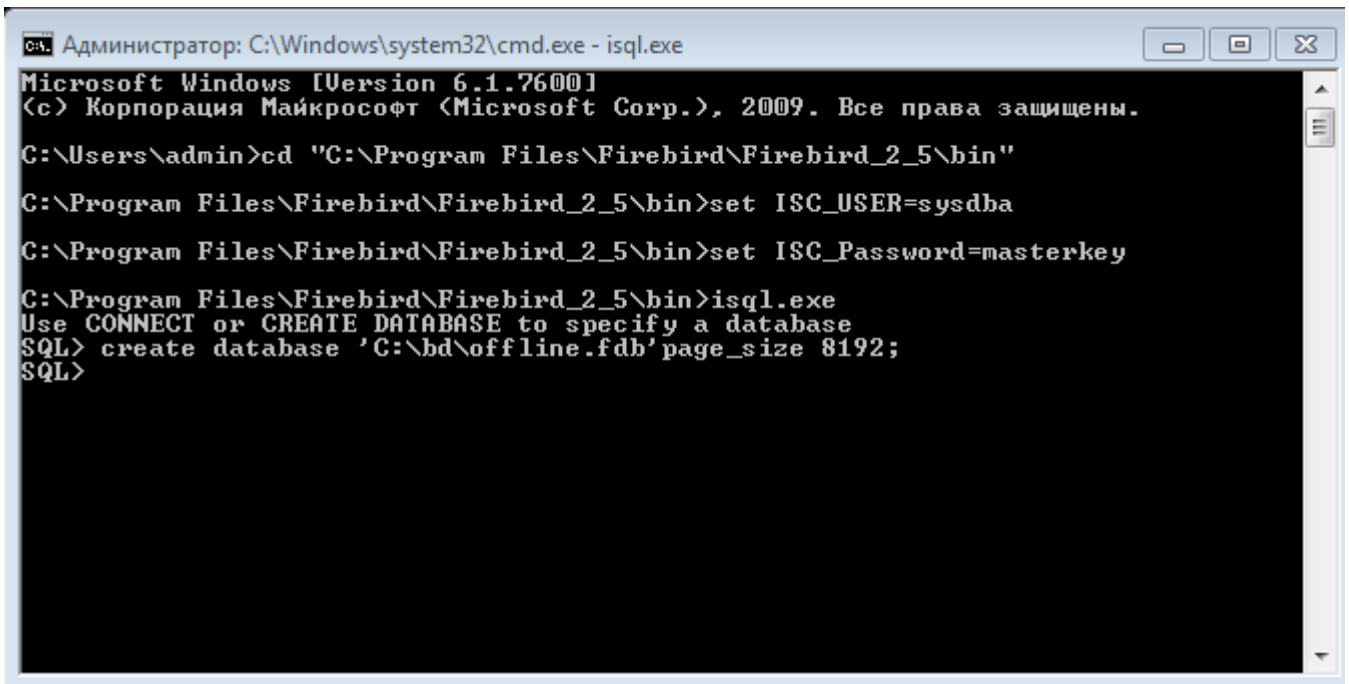 Администратор: C:\Windows\system32\cmd.exe - isql.exe
Microsoft Windows [Version 6.1.7600]
(c) Корпорация Майкрософт (Microsoft Corp.), 2009. Все права защищены.
C:\Users\admin>cd "C:\Program Files\Firebird\Firebird_2_5\bin"
C:\Program Files\Firebird\Firebird_2_5\bin>set ISC_USER=sysdba
C:\Program Files\Firebird\Firebird_2_5\bin>set ISC_Password=masterkey
C:\Program Files\Firebird\Firebird_2_5\bin>isql.exe
Use CONNECT or CREATE DATABASE to specify a database
SQL> create database 'C:\bd\offline.fdb'page_size 8192;
SQL>